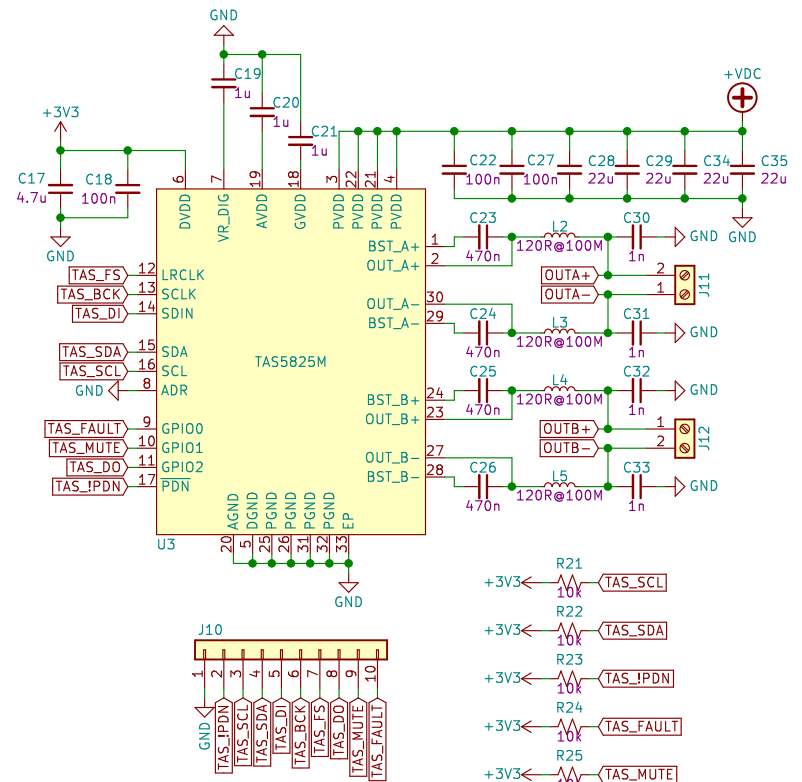 GND
C19
1u
C20
1u
C21
1u
+VDC
+3V3
C17
4.7u
C18
100n
GND
C22
100n
C27
100n
C28
22u
C29
22u
C34
22u
C35
22u
GND
6
7
19
18
3
22
21
4
DVDD
VR_DIG
AVDD
GVDD
PVDD
PVDD
PVDD
PVDD
TAS_FS 12 LRCLK
TAS_BCK 13 SCLK
TAS_DI 14 SDIN
TAS_SDA 15 SDA
TAS_SCL 16 SCL
GND 8 ADR
TAS_FAULT 9 GPIO0
TAS_MUTE 10 GPIO1
TAS_DO 11 GPIO2
TAS_!PDN 17 PDN
TAS5825M
BST_A+ 1
OUT_A+ 2
OUT_A- 30
BST_A- 29
BST_B+ 24
OUT_B+ 23
OUT_B- 27
BST_B- 28
C23
470n
L2
120R@100M
C30
1n
GND
OUTA+ 2
OUTA- 1
J11
C24
470n
L3
120R@100M
C31
1n
GND
C25
470n
L4
120R@100M
C32
1n
GND
OUTB+ 1
OUTB- 2
J12
C26
470n
L5
120R@100M
C33
1n
GND
AGND
DGND
PGND
PGND
PGND
PGND
EP
U3
20
5
25
26
31
32
33
GND
J10
1
2
3
4
5
6
7
8
9
10
GND
TAS_!PDN
TAS_SCL
TAS_SDA
TAS_DI
TAS_BCK
TAS_FS
TAS_DO
TAS_MUTE
TAS_FAULT
R21
+3V3 10k TAS_SCL
R22
+3V3 10k TAS_SDA
R23
+3V3 10k TAS_!PDN
R24
+3V3 10k TAS_FAULT
R25
+3V3 TAS_MUTE